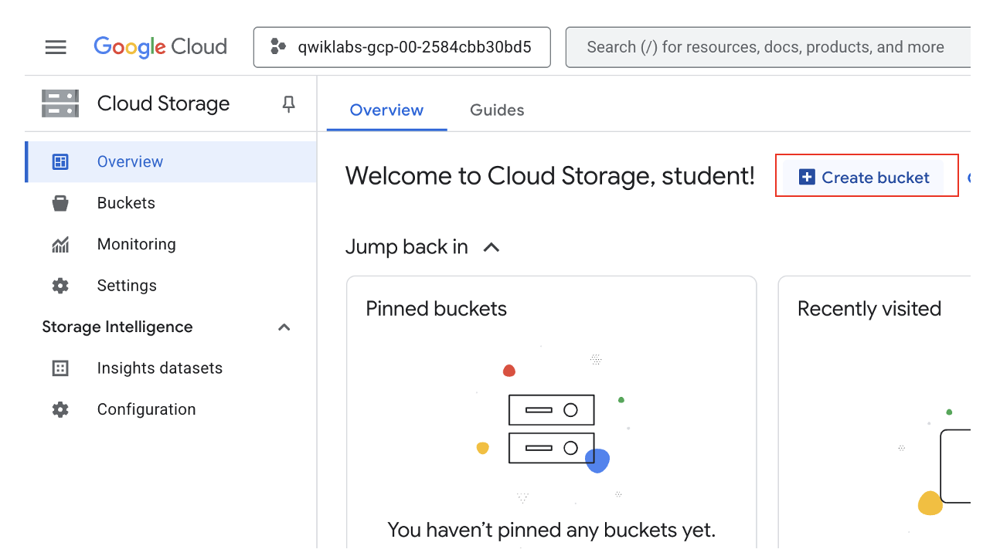 Google Cloud
qwiklabs-gcp-00-2584cbb30bd5
Search (/) for resources, docs, products, and more
Cloud Storage
Overview
Buckets
Monitoring
Settings
Storage Intelligence
Insights datasets
Configuration
Overview Guides
Welcome to Cloud Storage, student!
Create bucket
Jump back in
Pinned buckets
You haven’t pinned any buckets yet.
Recently visited